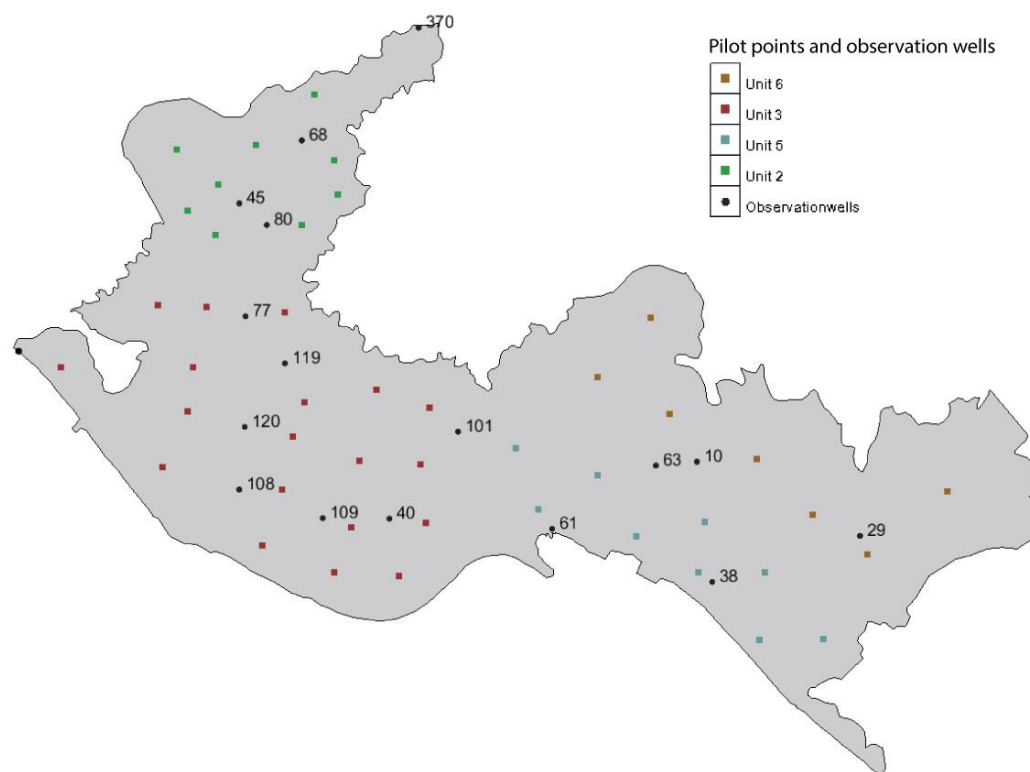 370
Pilot points and observation wells
Unit 6
Unit 3
68
Unit 5
Unit 2
45
Observationwells
80
77
119
120
101
63
10
108
109
40
61
29
38